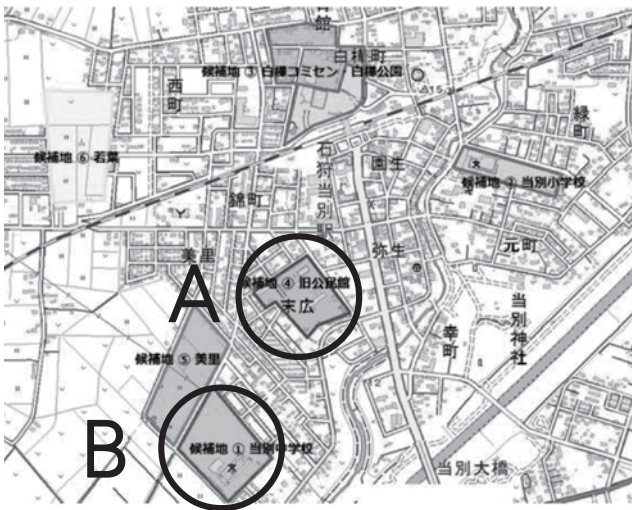 白樺町
候補地 ③ 白樺コミセン・白樺公園
西町
緑町
候補地 ⑥ 若葉
石狩当別駅
園生
候補地 ② 当別小学校
錦町
弥生
元町
美里
A
候補地 ④ 旧公民館
末広
当別神社
幸町
候補地 ⑤ 美里
B
候補地 ① 当別中学校
当別大橋